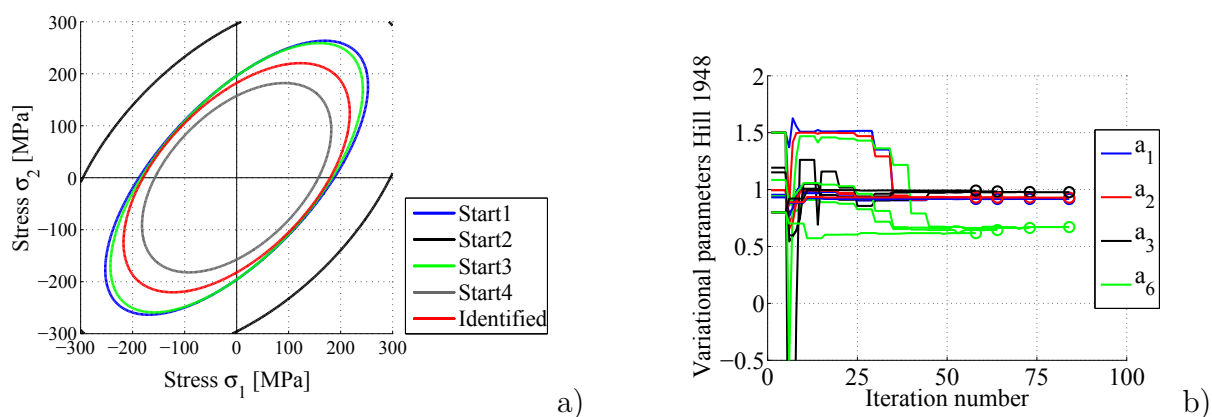 300
200
100
0
−100
−200
−300
−300 −200 −100 0 100 200 300
Stress σ2 [MPa]
Stress σ1 [MPa]
Start1
Start2
Start3
Start4
Identified
a)
Variational parameters Hill 1948
2
1.5
1
0.5
0
−0.5
0 25 50 75 100
Iteration number
a1
a2
a3
a6
b)